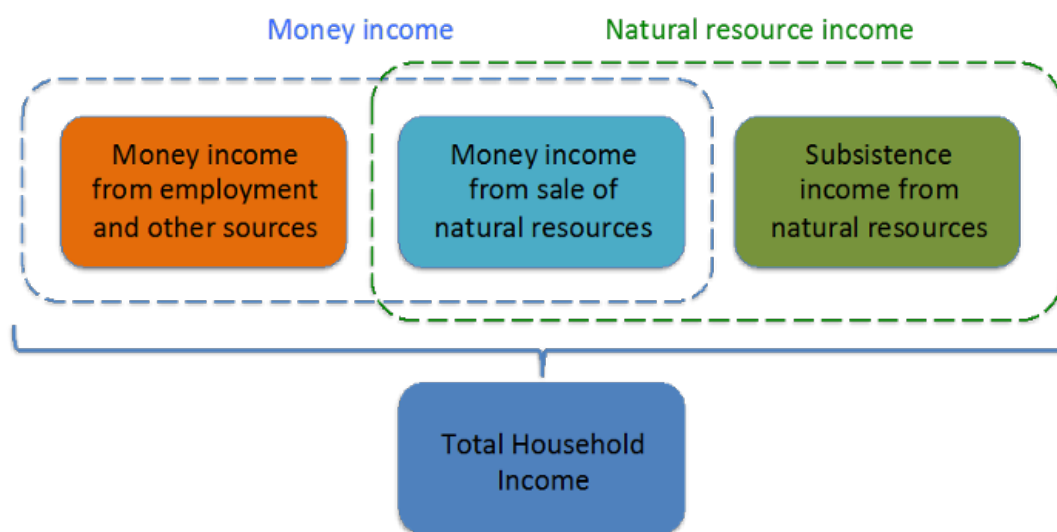 Money income
Natural resource income
Money income
from employment
and other sources
Money income
from sale of
natural resources
Subsistence
income from
natural resources
Total Household
Income